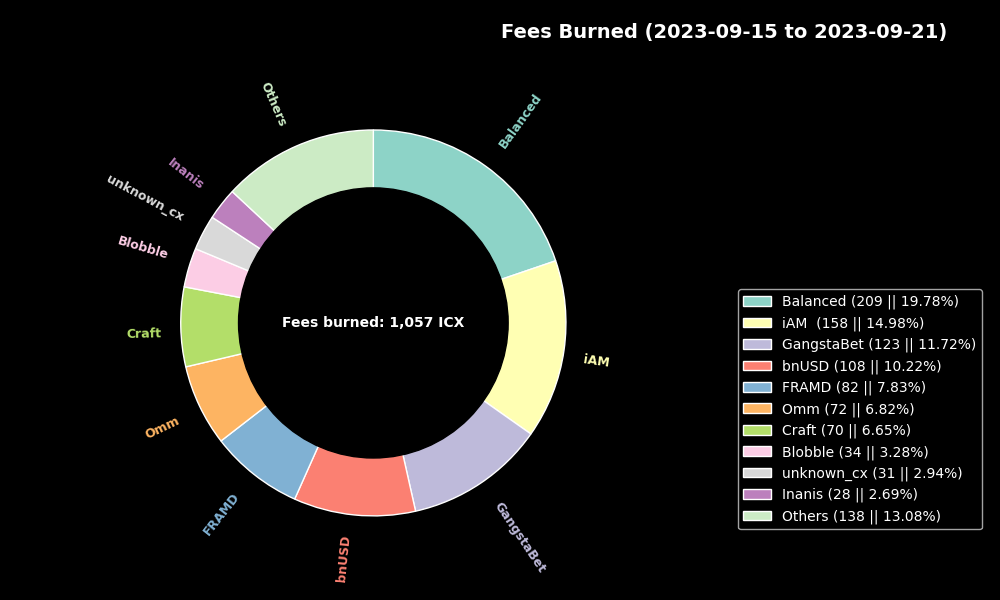 Fees Burned (2023-09-15 to 2023-09-21)
Others
Balanced
Inanis
unknown_cx
Blobble
Craft
Omm
FRAMD
bnUSD
GangstaBet
iAM
Fees burned: 1,057 ICX
Balanced (209 || 19.78%)
iAM  (158 || 14.98%)
GangstaBet (123 || 11.72%)
bnUSD (108 || 10.22%)
FRAMD (82 || 7.83%)
Omm (72 || 6.82%)
Craft (70 || 6.65%)
Blobble (34 || 3.28%)
unknown_cx (31 || 2.94%)
Inanis (28 || 2.69%)
Others (138 || 13.08%)